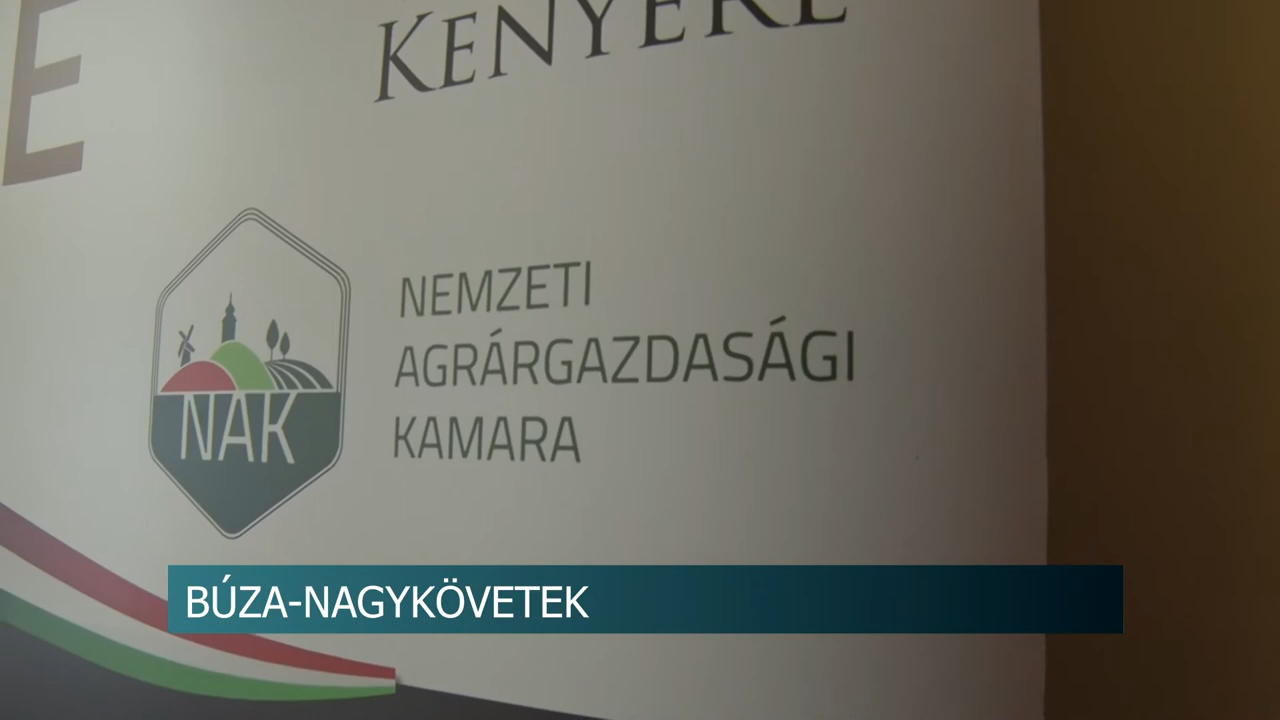 E
KENYERE
NAK
NEMZETI
AGRÁRGAZDASÁGI
KAMARA
BÚZA-NAGYKÖVETEK